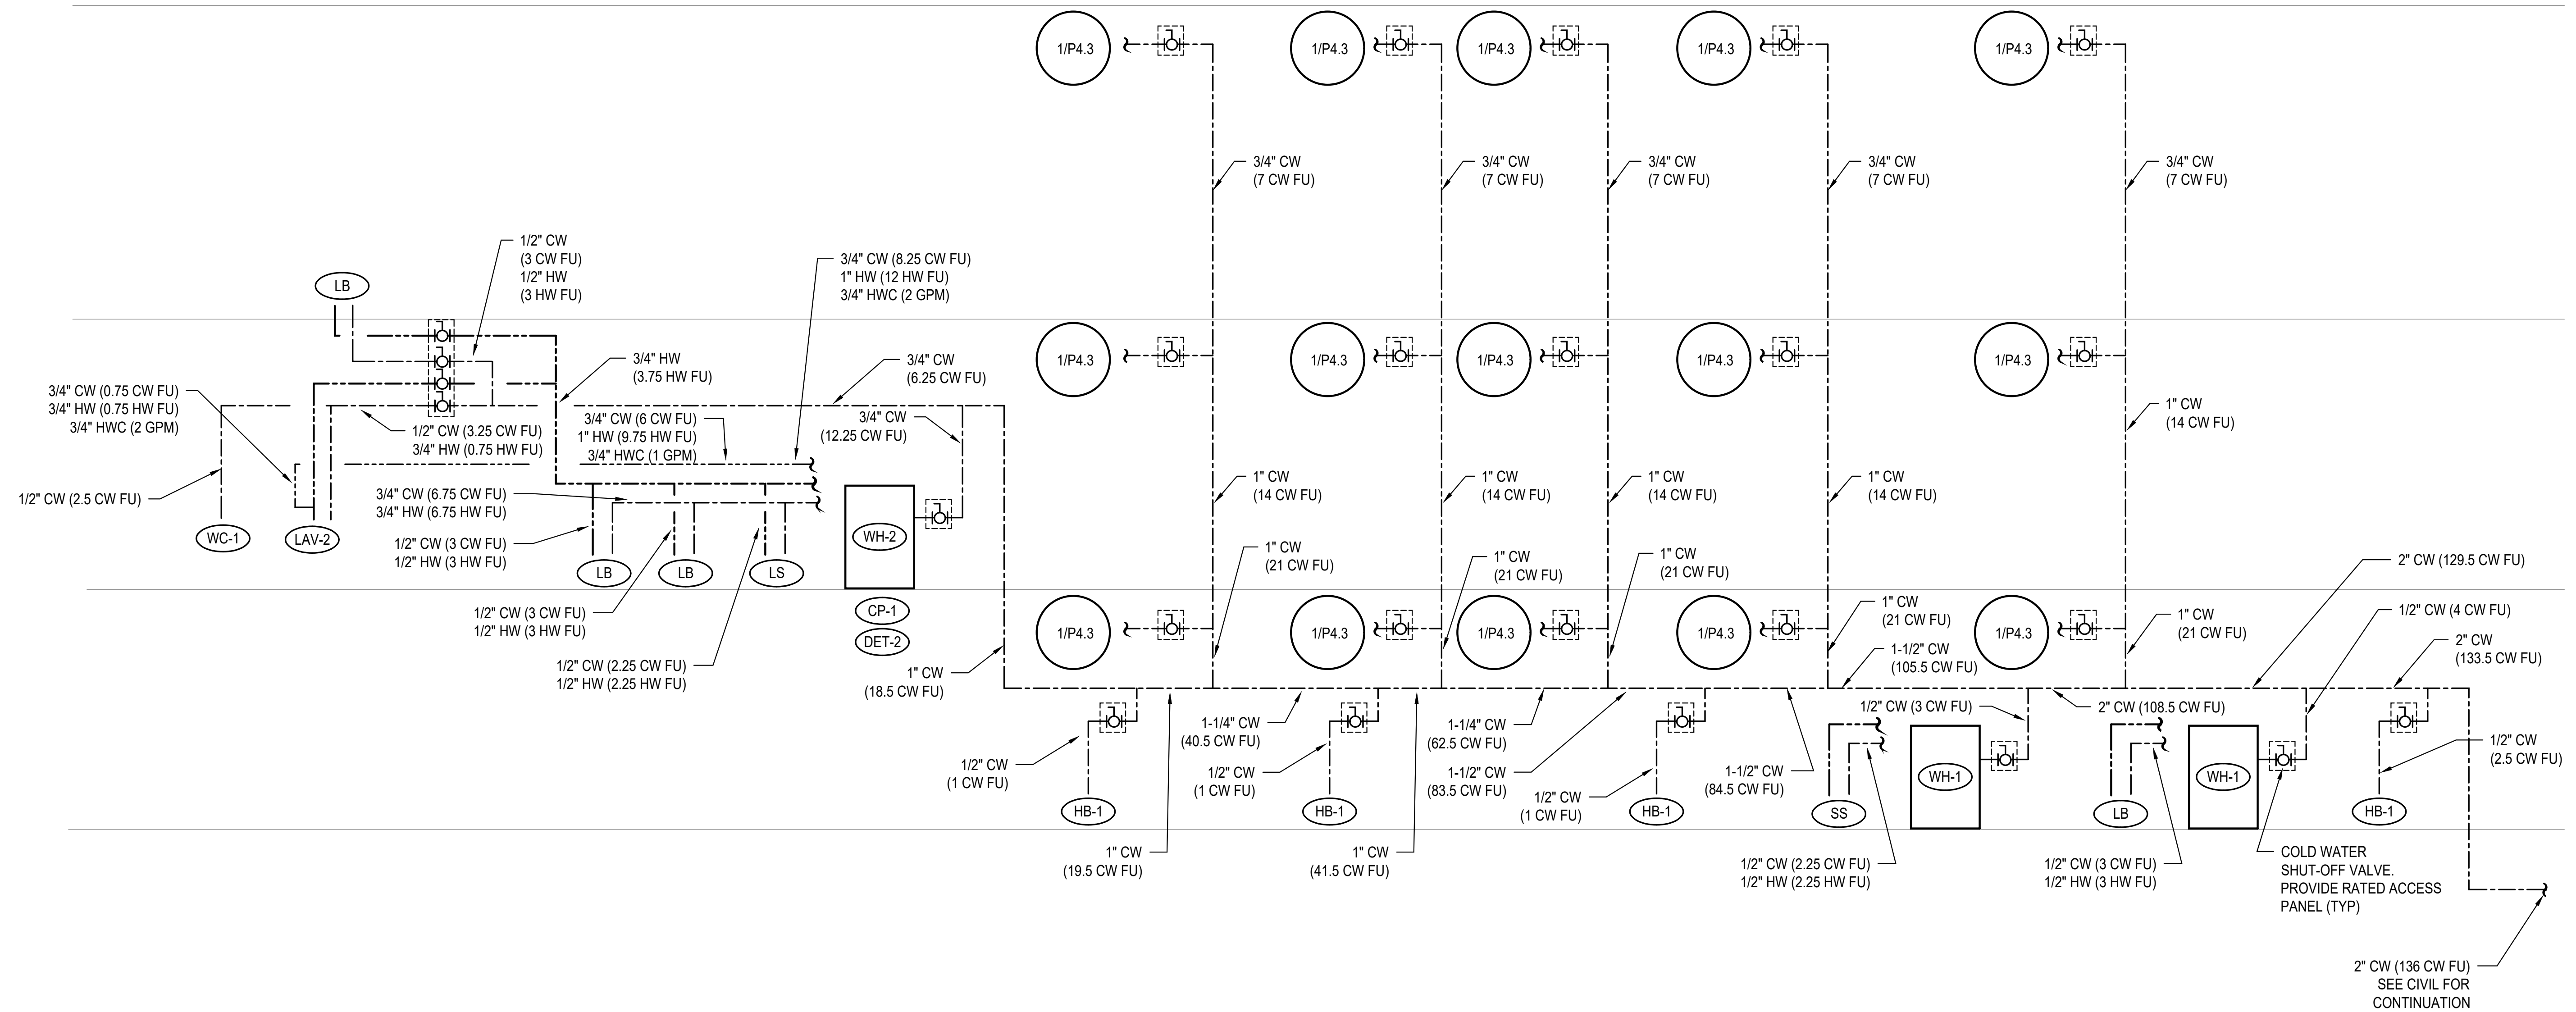 1/P4.3
1/P4.3
1/P4.3
1/P4.3
1/P4.3
3/4" CW
(7 CW FU)
3/4" CW
(7 CW FU)
3/4" CW
(7 CW FU)
3/4" CW
(7 CW FU)
3/4" CW
(7 CW FU)
1/2" CW
(3 CW FU)
1/2" HW
(3 HW FU)
3/4" CW (8.25 CW FU)
1" HW (12 HW FU)
3/4" HWC (2 GPM)
LB
3/4" HW
(3.75 HW FU)
3/4" CW
(6.25 CW FU)
1/P4.3
1/P4.3
1/P4.3
1/P4.3
1/P4.3
3/4" CW (0.75 CW FU)
3/4" HW (0.75 HW FU)
3/4" HWC (2 GPM)
1/2" CW (3.25 CW FU)
3/4" HW (0.75 HW FU)
3/4" CW (6 CW FU)
1" HW (9.75 HW FU)
3/4" HWC (1 GPM)
3/4" CW
(12.25 CW FU)
1" CW
(14 CW FU)
1/2" CW (2.5 CW FU)
3/4" CW (6.75 CW FU)
3/4" HW (6.75 HW FU)
1" CW
(14 CW FU)
1" CW
(14 CW FU)
1" CW
(14 CW FU)
1" CW
(14 CW FU)
WC-1
LAV-2
1/2" CW (3 CW FU)
1/2" HW (3 HW FU)
LB
LB
LS
WH-2
1" CW
(21 CW FU)
1" CW
(21 CW FU)
1" CW
(21 CW FU)
2" CW (129.5 CW FU)
1/2" CW (3 CW FU)
1/2" HW (3 HW FU)
CP-1
DET-2
1/P4.3
1/P4.3
1/P4.3
1/P4.3
1/P4.3
1" CW
(21 CW FU)
1" CW
(21 CW FU)
1/2" CW (4 CW FU)
2" CW
(133.5 CW FU)
1/2" CW (2.25 CW FU)
1/2" HW (2.25 HW FU)
1" CW
(18.5 CW FU)
1-1/2" CW
(105.5 CW FU)
1/2" CW (3 CW FU)
2" CW (108.5 CW FU)
1-1/4" CW
(40.5 CW FU)
1-1/4" CW
(62.5 CW FU)
1/2" CW
(1 CW FU)
1/2" CW
(1 CW FU)
1-1/2" CW
(83.5 CW FU)
1/2" CW
(1 CW FU)
1-1/2" CW
(84.5 CW FU)
1/2" CW
(2.5 CW FU)
HB-1
HB-1
HB-1
SS
WH-1
LB
WH-1
HB-1
1" CW
(19.5 CW FU)
1" CW
(41.5 CW FU)
1/2" CW (2.25 CW FU)
1/2" HW (2.25 HW FU)
1/2" CW (3 CW FU)
1/2" HW (3 HW FU)
COLD WATER
SHUT-OFF VALVE.
PROVIDE RATED ACCESS
PANEL (TYP)
2" CW (136 CW FU)
SEE CIVIL FOR
CONTINUATION